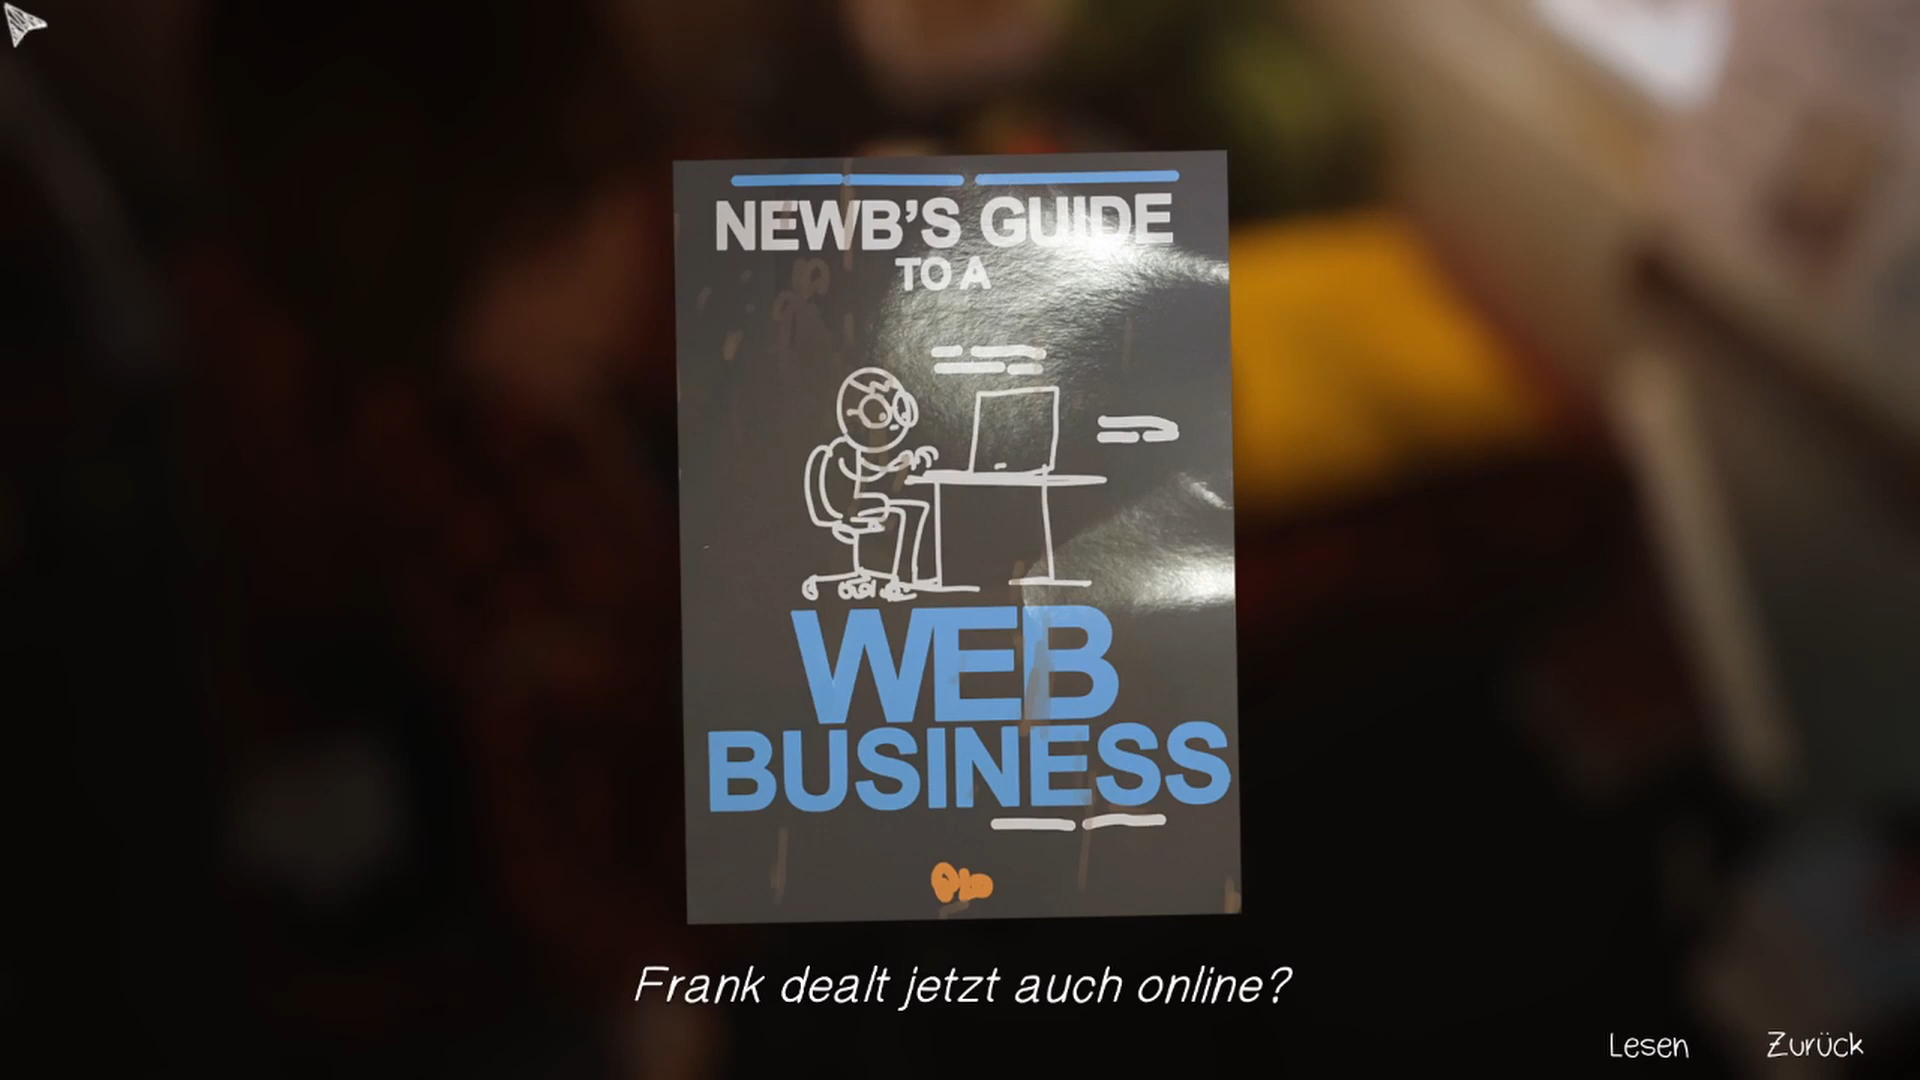 NEWB'S GUIDE
TO A
WEB
BUSINESS
Frank dealt jetzt auch online?
Lesen
Zurück